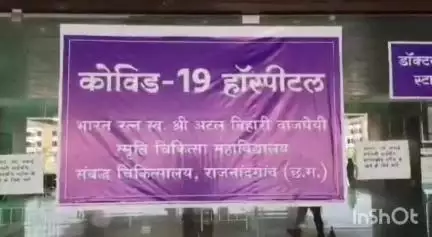 कोविड-19 हॉस्पीटल
भारत रत्न स्व. श्री अटल बिहारी वाजपेयी
स्मृति चिकित्सा महाविद्यालय
संबद्ध चिकित्सालय, राजनांदगांव (छ.ग.)
डॉक्ट
स्टा
InShOt